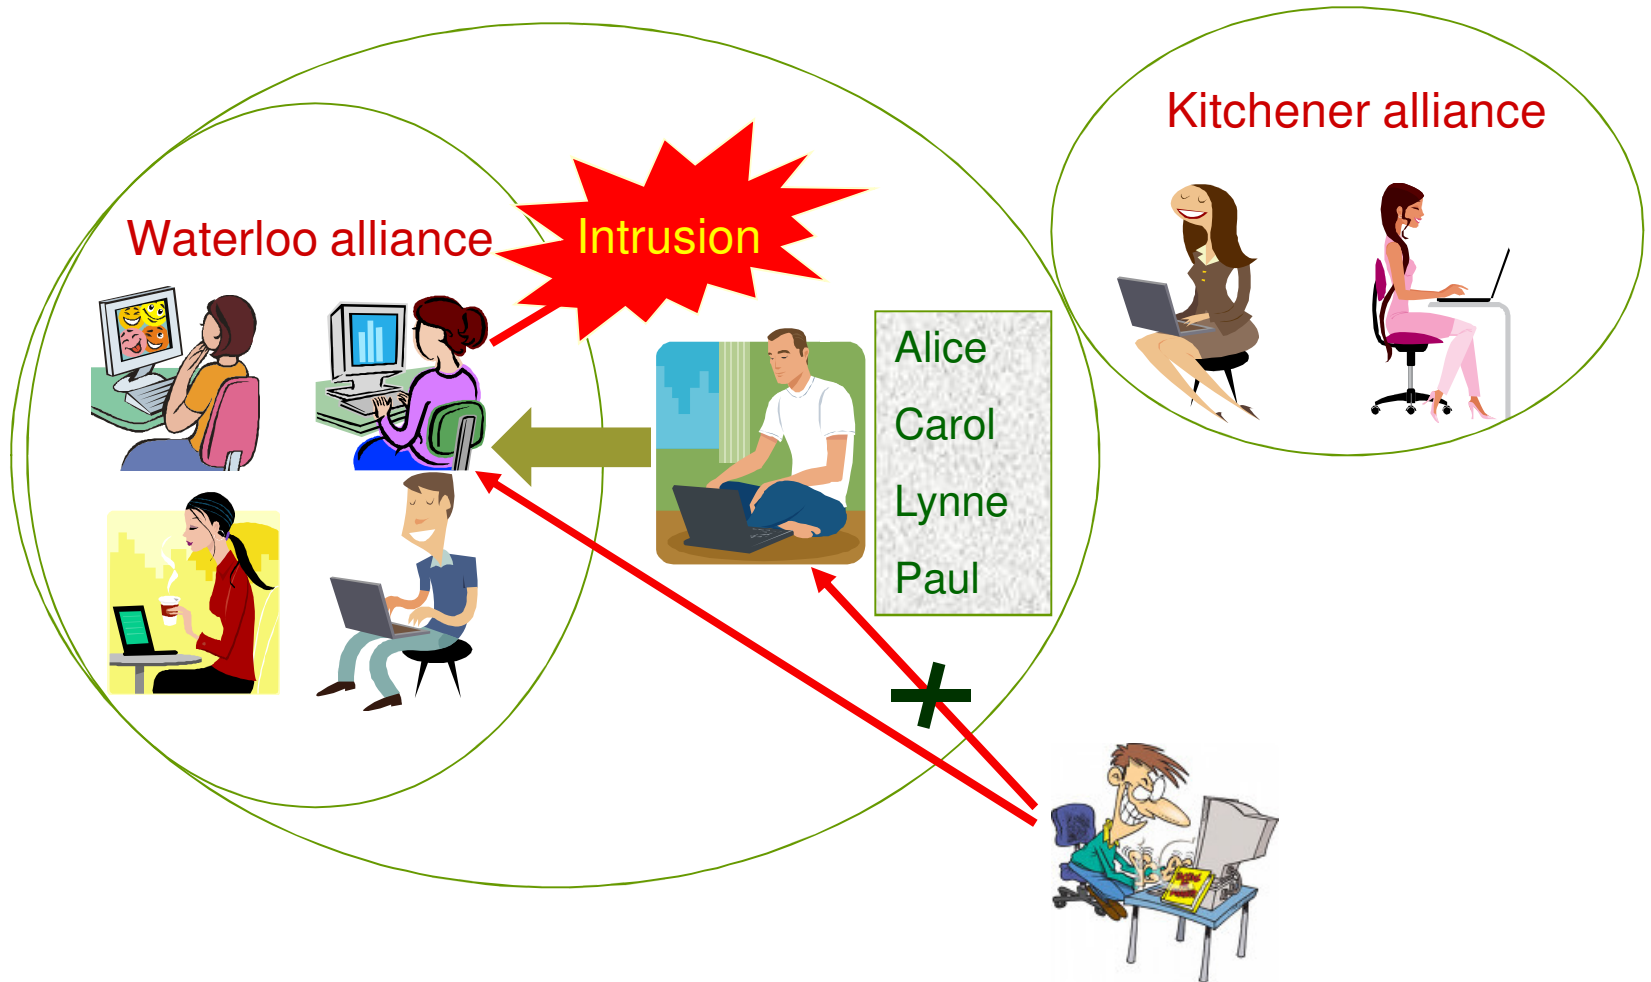 Kitchener alliance
Waterloo alliance
Intrusion
Alice
Carol
Lynne
Paul